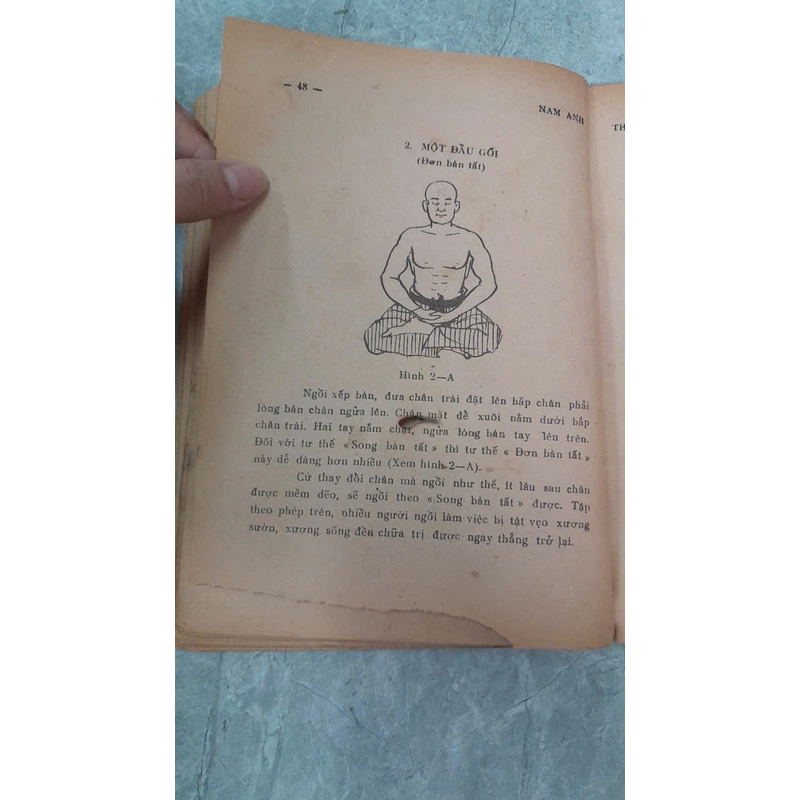 — 48 —
NAM ANH
2. MỘT ĐẦU GỐI
(Đơn bàn tất)
Hình 2—A
Ngồi xếp bàn, đưa chân trái đặt lên bắp chân phải
lòng bàn chân ngửa lên. Chân mặt để xuôi nằm dưới bắp
chân trái. Hai tay nắm chặt, ngửa lòng bàn tay lên trên.
Đối với tư thế «Song bàn tất» thì tư thế «Đơn bàn tất»
này dễ dàng hơn nhiều (Xem hình 2—A).
Cứ thay đổi chân mà ngồi như thế, ít lâu sau chân
được mềm dẻo, sẽ ngồi theo «Song bàn tất» được. Tập
theo phép trên, nhiều người ngồi làm việc bị tật vẹo xương
sườn, xương sống đều chữa trị được ngay thẳng trở lại.
TH